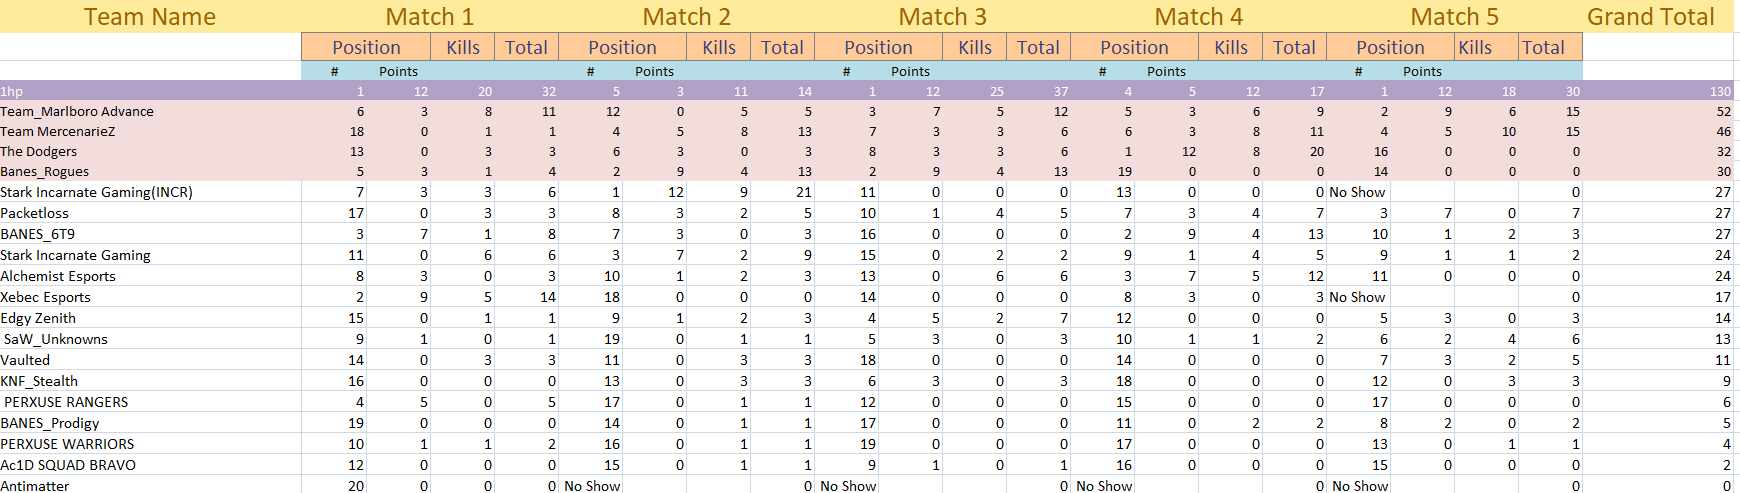 Team Name Match 1 Match 2 Match 3 Match 4 Match 5 Grand Total
Position Kills Total Position Kills Total Position Kills Total Position Kills Total Position Kills Total
# Points # Points # Points # Points # Points
1hp 1 12 20 32 5 3 11 14 1 12 25 37 4 5 12 17 1 12 18 30 130
Team_Marlboro Advance 6 3 8 11 12 0 5 5 3 7 5 12 5 3 6 9 2 9 6 15 52
Team MercenarieZ 18 0 1 1 4 5 8 13 7 3 3 6 6 3 8 11 4 5 10 15 46
The Dodgers 13 0 3 3 6 3 0 3 8 3 3 6 1 12 8 20 16 0 0 0 32
Banes_Rogues 5 3 1 4 2 9 4 13 2 9 4 13 19 0 0 0 14 0 0 0 30
Stark Incarnate Gaming(INCR) 7 3 3 6 1 12 9 21 11 0 0 0 13 0 0 0 No Show 0 27
Packetloss 17 0 3 3 8 3 2 5 10 1 4 5 7 3 4 7 3 7 0 7 27
BANES_6T9 3 7 1 8 7 3 0 3 16 0 0 0 2 9 4 13 10 1 2 3 27
Stark Incarnate Gaming 11 0 6 6 3 7 2 9 15 0 2 2 9 1 4 5 9 1 1 2 24
Alchemist Esports 8 3 0 3 10 1 2 3 13 0 6 6 3 7 5 12 11 0 0 0 24
Xebec Esports 2 9 5 14 18 0 0 0 14 0 0 0 8 3 0 3 No Show 0 17
Edgy Zenith 15 0 1 1 9 1 2 3 4 5 2 7 12 0 0 0 5 3 0 3 14
SaW_Unknowns 9 1 0 1 19 0 1 1 5 3 0 3 10 1 1 2 6 2 4 6 13
Vaulted 14 0 3 3 11 0 3 3 18 0 0 0 14 0 0 0 7 3 2 5 11
KNF_Stealth 16 0 0 0 13 0 3 3 6 3 0 3 18 0 0 0 12 0 3 3 9
PERXUSE RANGERS 4 5 0 5 17 0 1 1 12 0 0 0 15 0 0 0 17 0 0 0 6
BANES_Prodigy 19 0 0 0 14 0 1 1 17 0 0 0 11 0 2 2 8 2 0 2 5
PERXUSE WARRIORS 10 1 1 2 16 0 1 1 19 0 0 0 17 0 0 0 13 0 1 1 4
Ac1D SQUAD BRAVO 12 0 0 0 15 0 1 1 9 1 0 1 16 0 0 0 15 0 0 0 2
Antimatter 20 0 0 0 No Show 0 No Show 0 No Show 0 No Show 0 0